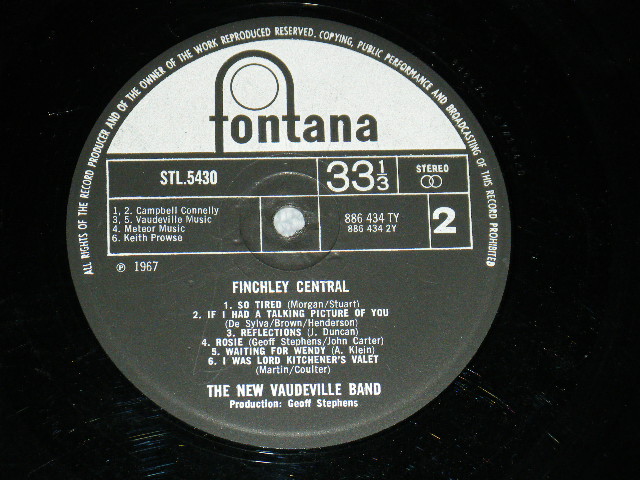 ALL RIGHTS OF THE RECORD PRODUCER AND OF THE OWNER OF THE WORK REPRODUCED RESERVED. COPYING, PUBLIC PERFORMANCE AND BROADCASTING OF THIS RECORD PROHIBITED
fontana
STL.5430
33 1/3
STEREO
1, 2. Campbell Connelly
3, 5. Vaudeville Music
4. Meteor Music
6. Keith Prowse
886 434 TY
886 434 2Y
2
℗ 1967
FINCHLEY CENTRAL
1. SO TIRED (Morgan/Stuart)
2. IF I HAD A TALKING PICTURE OF YOU
(De Sylva/Brown/Henderson)
3. REFLECTIONS (J. Duncan)
4. ROSIE (Geoff Stephens/John Carter)
5. WAITING FOR WENDY (A. Klein)
6. I WAS LORD KITCHENER'S VALET
(Martin/Coulter)
THE NEW VAUDEVILLE BAND
Production: Geoff Stephens